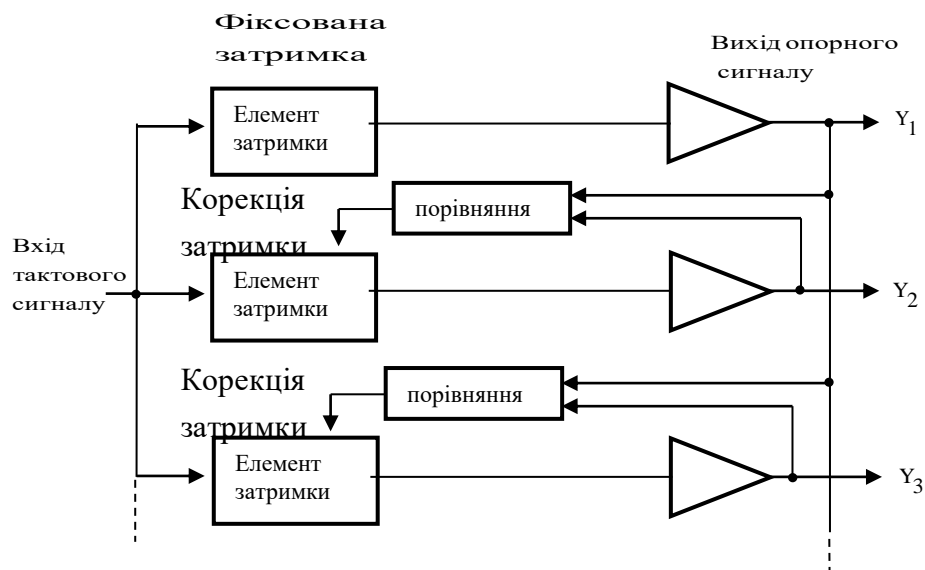 Фіксована
затримка
Вихід опорного
сигналу
Елемент
затримки
Y1
Корекція
затримки
порівняння
Вхід
тактового
сигналу
Елемент
затримки
Y2
Корекція
затримки
порівняння
Елемент
затримки
Y3